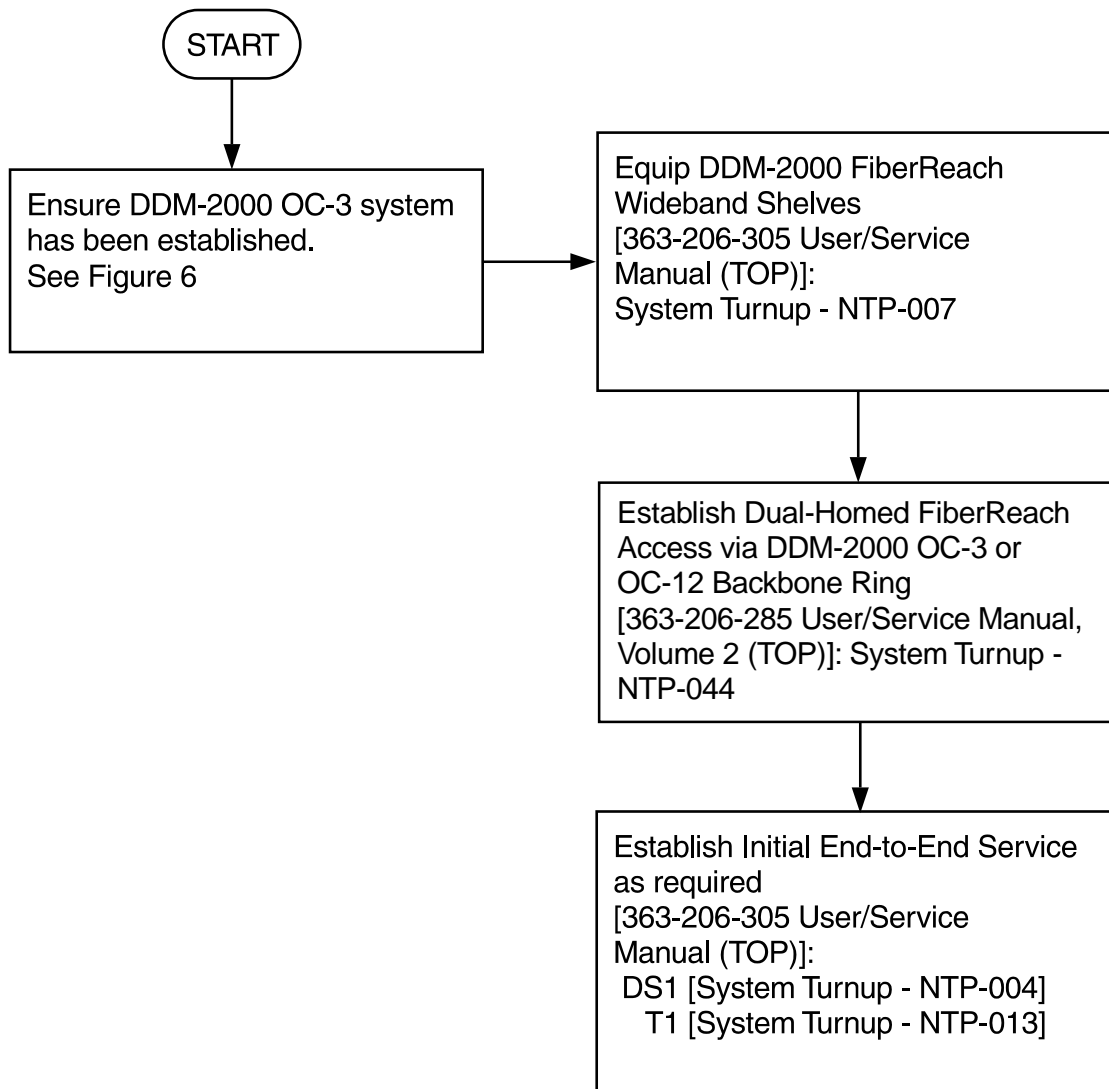 START
Ensure DDM-2000 OC-3 system
has been established.
See Figure 6
Equip DDM-2000 FiberReach
Wideband Shelves
[363-206-305 User/Service
Manual (TOP)]:
System Turnup - NTP-007
Establish Dual-Homed FiberReach
Access via DDM-2000 OC-3 or
OC-12 Backbone Ring
[363-206-285 User/Service Manual,
Volume 2 (TOP)]: System Turnup -
NTP-044
Establish Initial End-to-End Service
as required
[363-206-305 User/Service
Manual (TOP)]:
DS1 [System Turnup - NTP-004]
T1 [System Turnup - NTP-013]